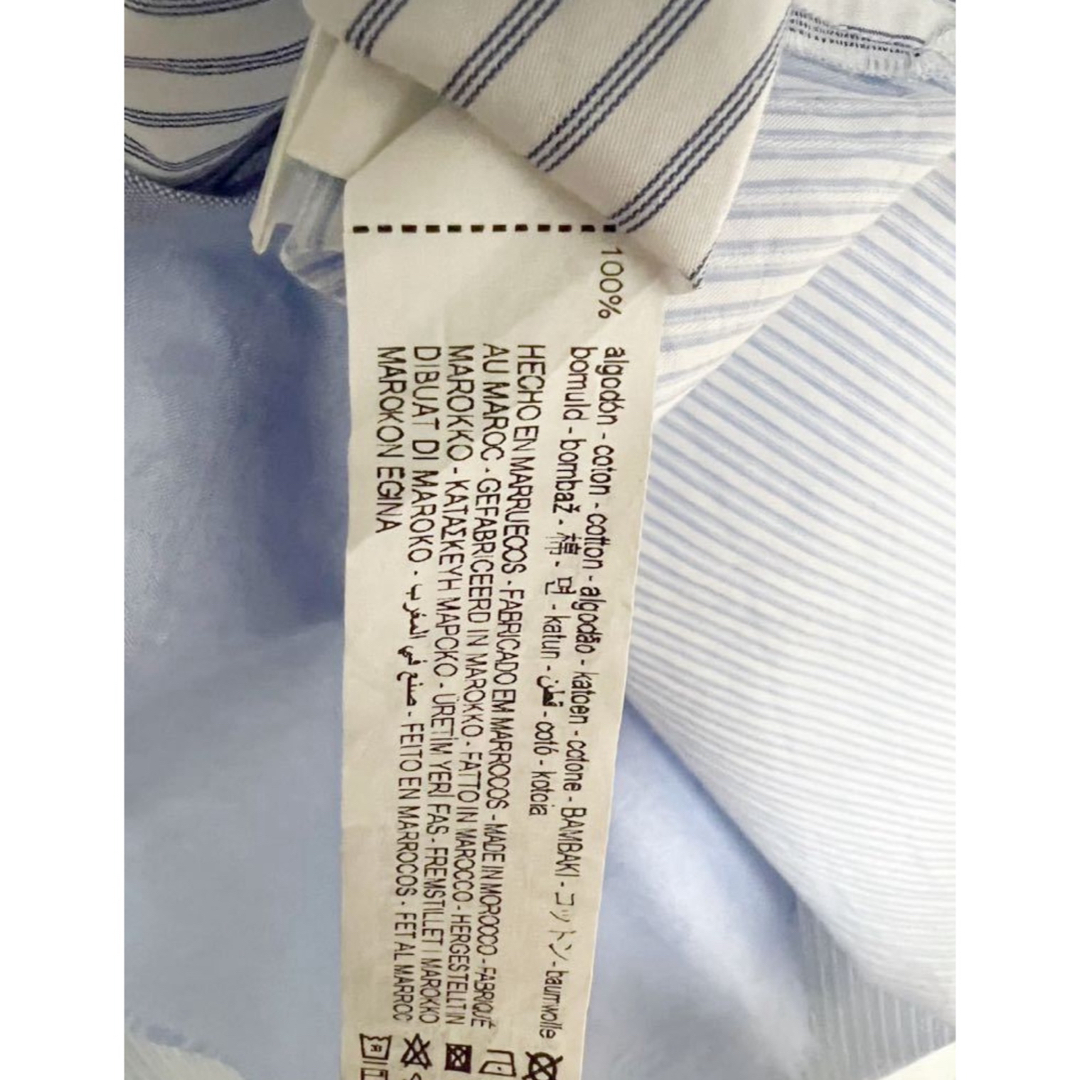 100%
algodón - coton - cotton - algodão - katoen - cotone - BAMBAKI - コットン - baumwolle
bomuld - bombaž - 棉 - 면 - katun - قطن - cotó - kotoia
HECHO EN MARRUECOS - FABRICADO EM MARROCOS - MADE IN MOROCCO - FABRIQUÉ
AU MAROC - GEFABRICEERD IN MAROKKO - FATTO IN MAROCCO - HERGESTELLT IN
MAROKKO - ΚΑΤΑΣΚΕΥΗ ΜΑΡΟΚΟ - ÜRETİM YERİ FAS - FREMSTILLET I MAROKKO
DIBUAT DI MAROKO - صنع في المغرب - FEITO EN MARROCOS - FET AL MARROC
MAROKON EGINA